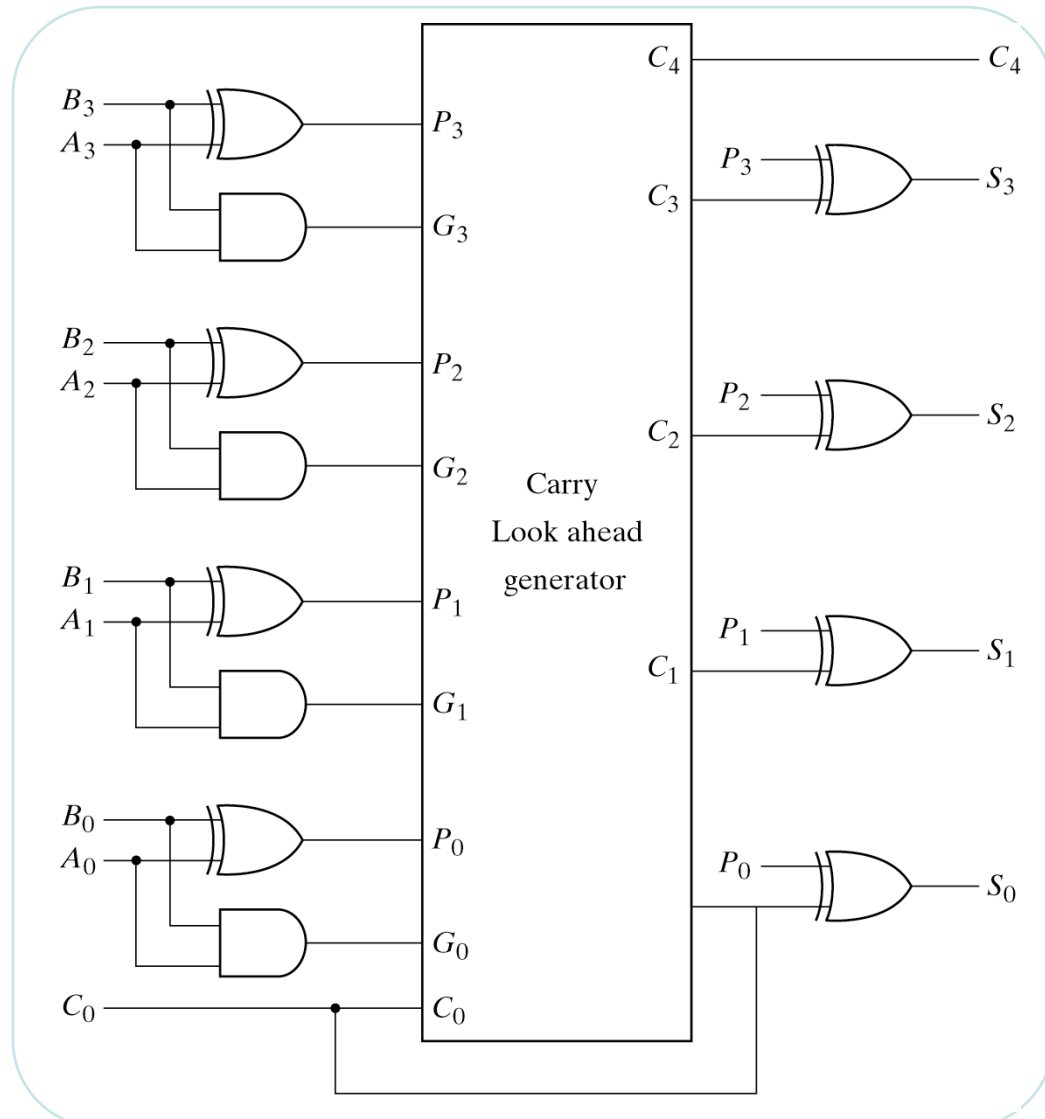 C₄
C₄
B₃
A₃
P₃
P₃
S₃
C₃
G₃
B₂
A₂
P₂
P₂
S₂
C₂
G₂
Carry
Look ahead
generator
B₁
A₁
P₁
P₁
S₁
C₁
G₁
B₀
A₀
P₀
P₀
S₀
G₀
C₀
C₀